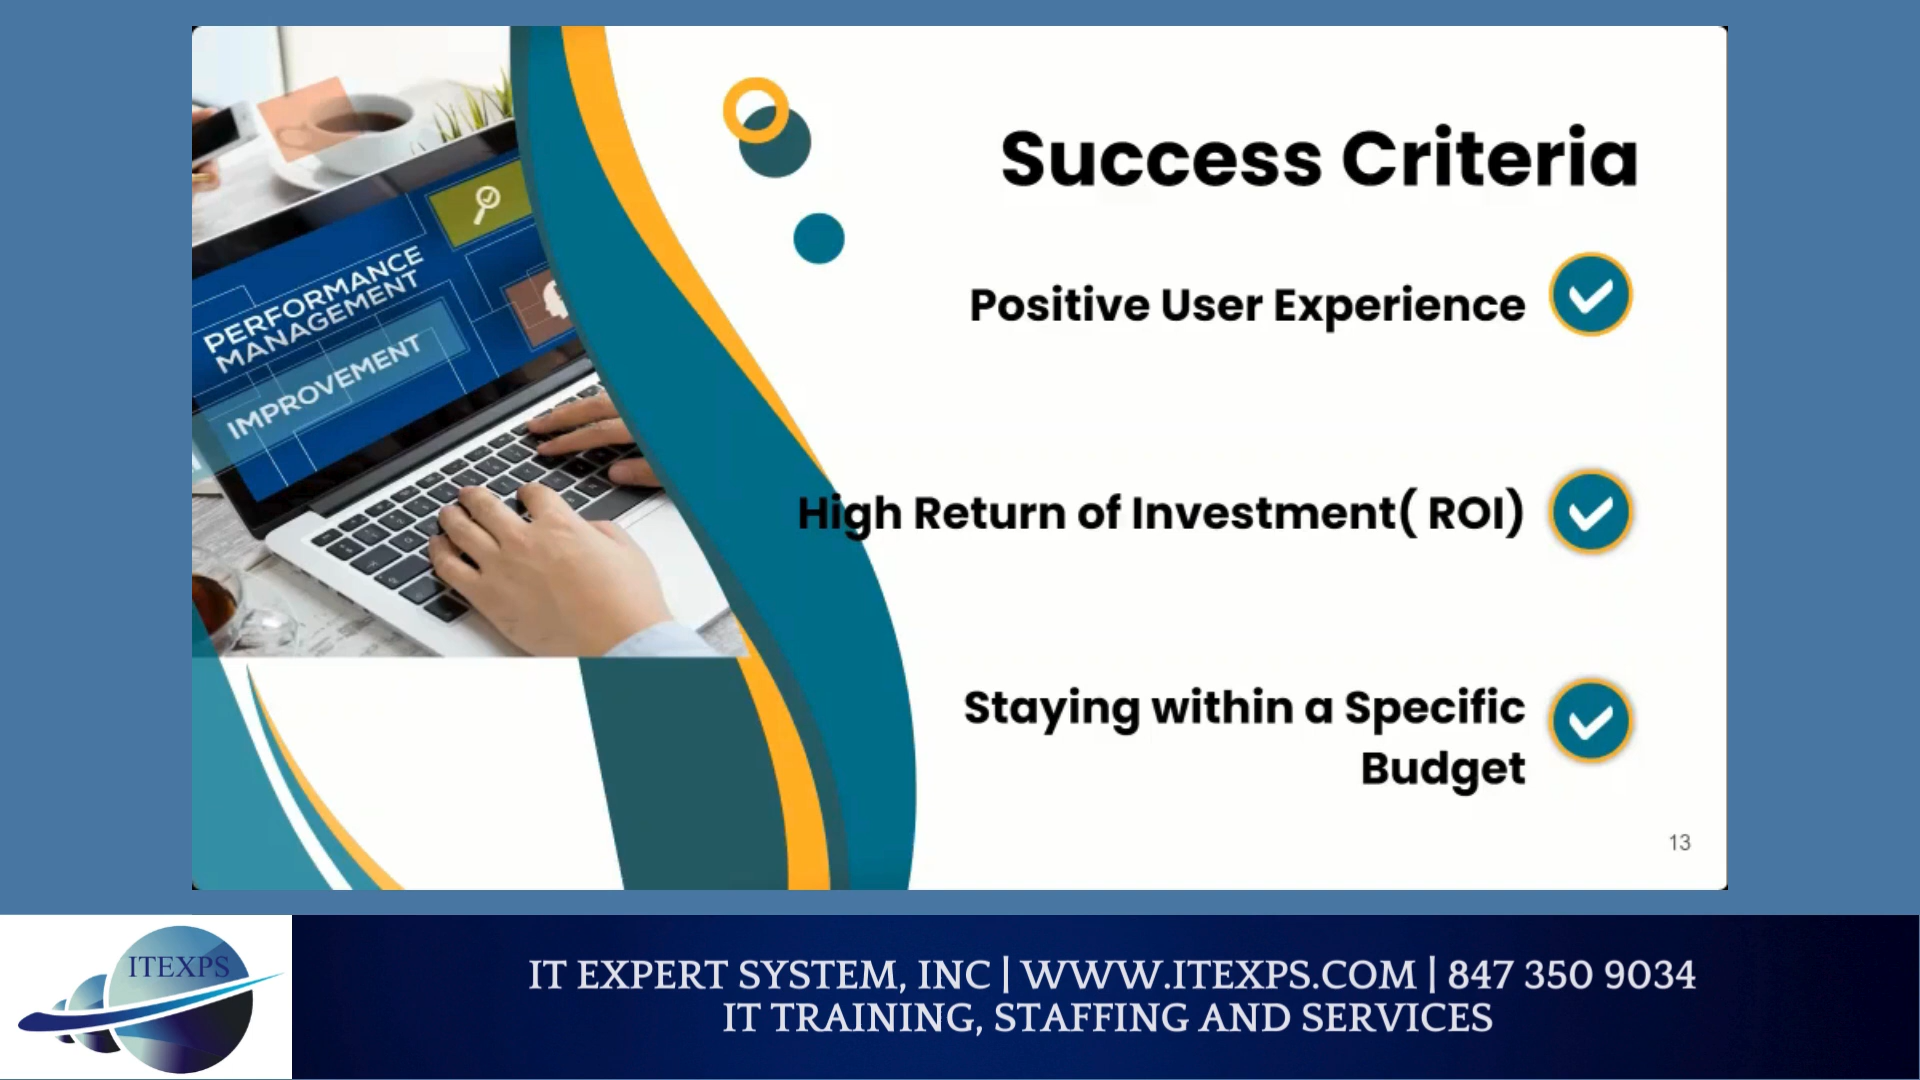 Success Criteria
Positive User Experience
High Return of Investment( ROI)
Staying within a Specific
Budget
PERFORMANCE
MANAGEMENT
IMPROVEMENT
13
ITEXPS
IT EXPERT SYSTEM, INC | WWW.ITEXPS.COM | 847 350 9034
IT TRAINING, STAFFING AND SERVICES